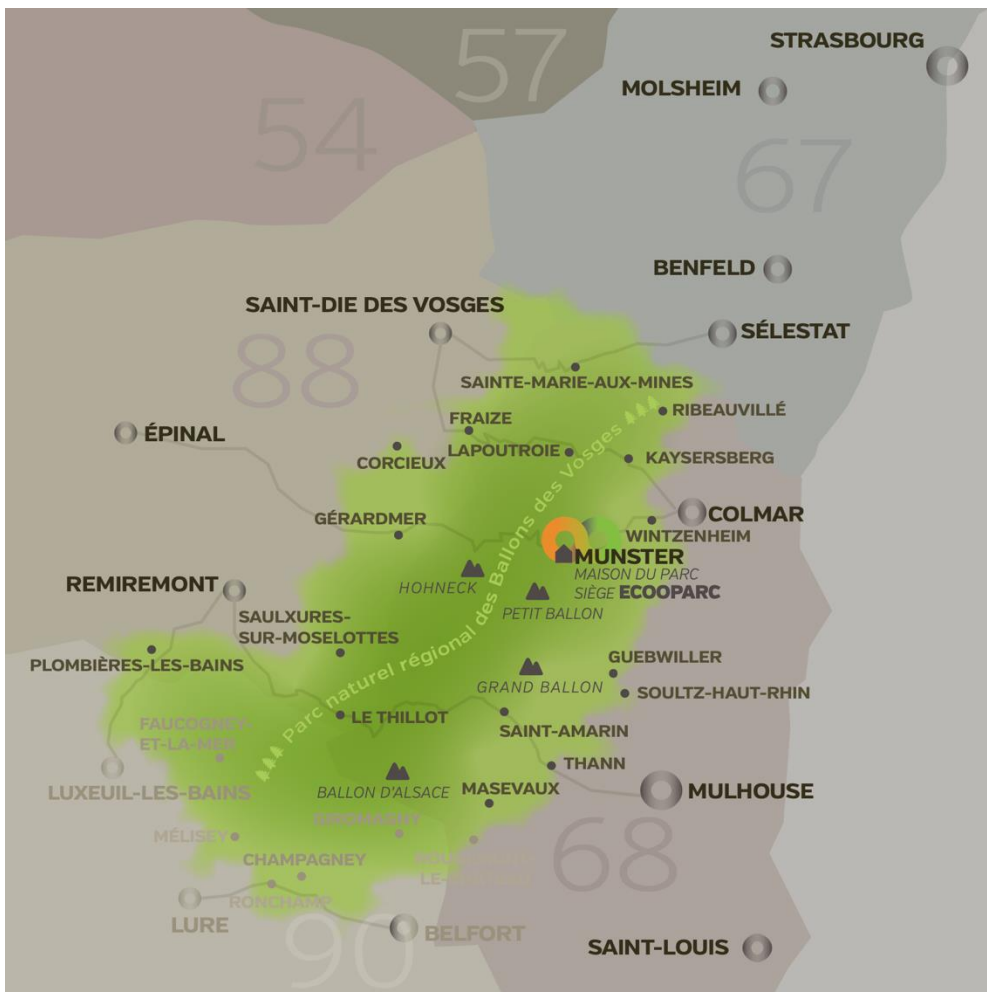 STRASBOURG
57
MOLSHEIM
54
67
BENFELD
SAINT-DIE DES VOSGES
SÉLESTAT
88
SAINTE-MARIE-AUX-MINES
RIBEAUVILLÉ
FRAIZE
ÉPINAL
LAPOUTROIE
KAYSERSBERG
CORCIEUX
Parc naturel régional des Ballons des Vosges
COLMAR
GÉRARDMER
WINTZENHEIM
MUNSTER
MAISON DU PARC
SIÈGE ECOOPARC
HOHNECK
REMIREMONT
PETIT BALLON
SAULXURES-
SUR-MOSELOTTES
GUEBWILLER
PLOMBIÈRES-LES-BAINS
GRAND BALLON
SOULTZ-HAUT-RHIN
LE THILLOT
FAUCOGNEY-
ET-LA-MER
SAINT-AMARIN
THANN
LUXEUIL-LES-BAINS
BALLON D'ALSACE
MASEVAUX
MULHOUSE
GIROMAGNY
MÉLISEY
68
CHAMPAGNEY
RONCHAMP
LURE
90
BELFORT
SAINT-LOUIS